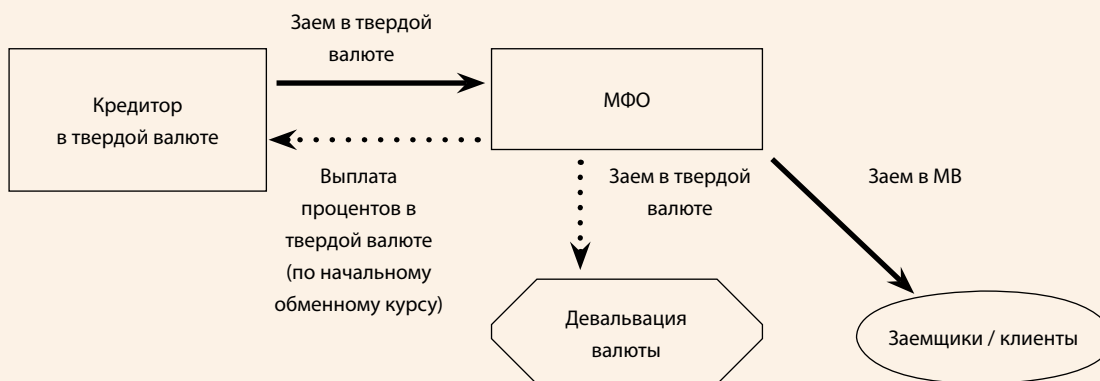 Заем в твердой
валюте
Кредитор
в твердой валюте
МФО
Выплата
процентов в
твердой валюте
(по начальному
обменному курсу)
Заем в твердой
валюте
Заем в МВ
Девальвация
валюты
Заемщики / клиенты